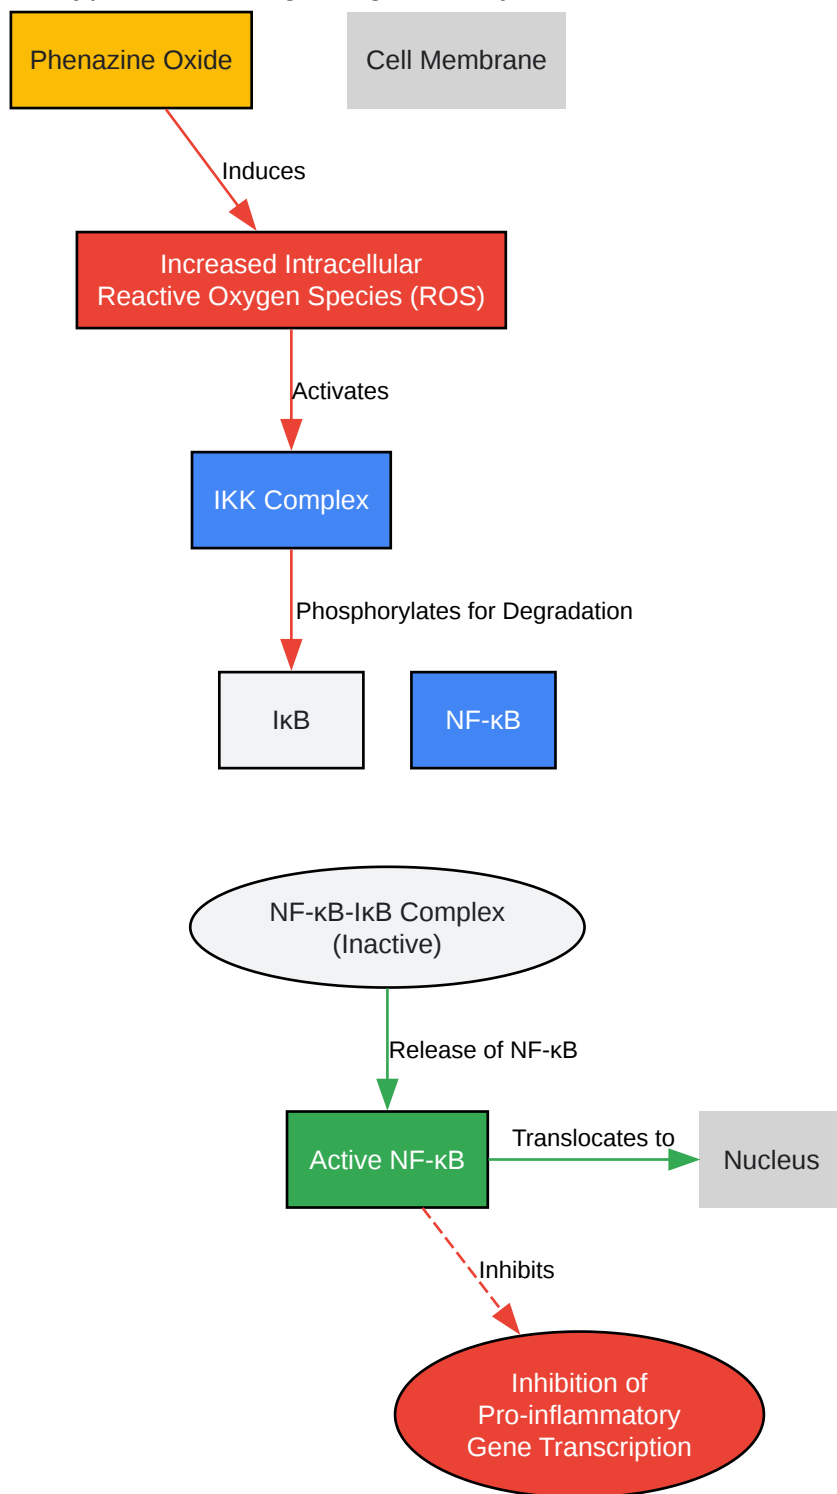 Phenazine Oxide
Cell Membrane
Induces
Increased Intracellular
Reactive Oxygen Species (ROS)
Activates
IKK Complex
Phosphorylates for Degradation
IκB
NF-κB
NF-κB-IκB Complex
(Inactive)
Release of NF-κB
Active NF-κB
Translocates to
Nucleus
Inhibits
Inhibition of
Pro-inflammatory
Gene Transcription